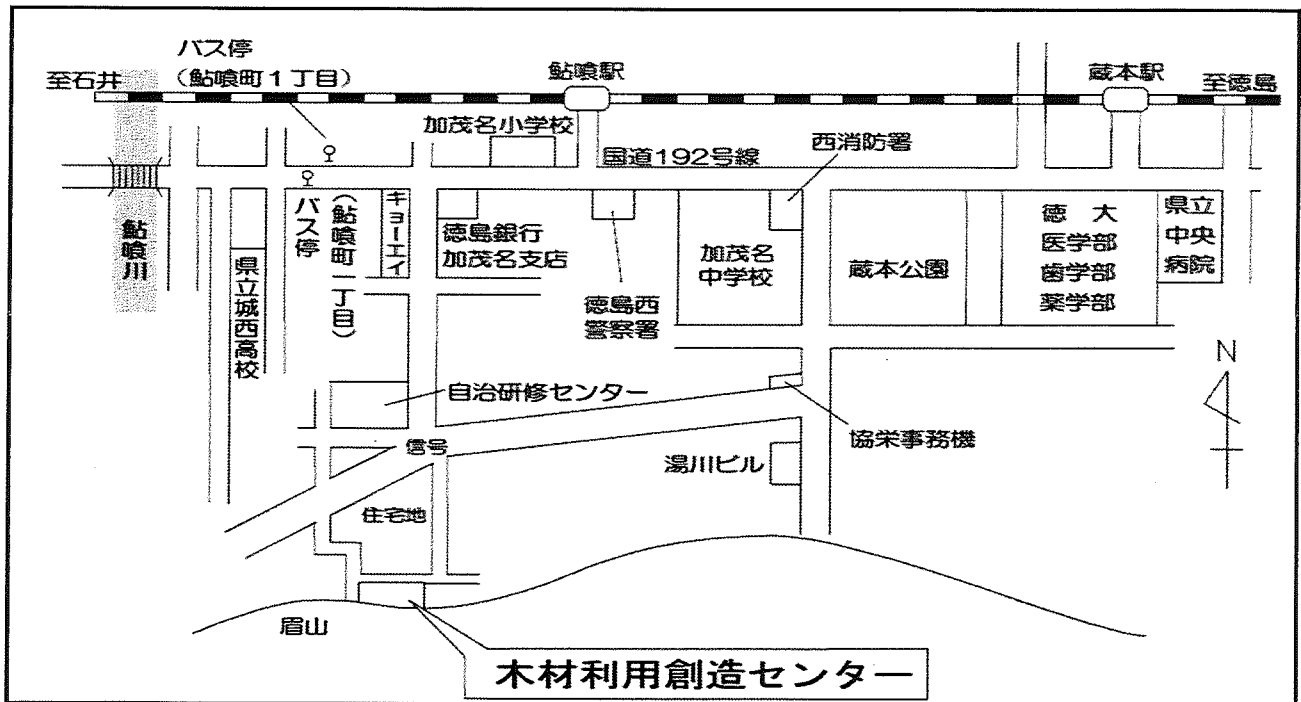 バス停
(鮎喰町1丁目)
至石井
鮎喰駅
蔵本駅
至徳島
加茂名小学校
国道192号線
西消防署
鮎喰川
県立城西高校
バス停
(鮎喰町一丁目)
キョーエイ
徳島銀行
加茂名支店
徳島西
警察署
加茂名
中学校
蔵本公園
徳大
医学部
歯学部
薬学部
県立
中央
病院
N
自治研修センター
信号
協栄事務機
湯川ビル
住宅地
眉山
木材利用創造センター